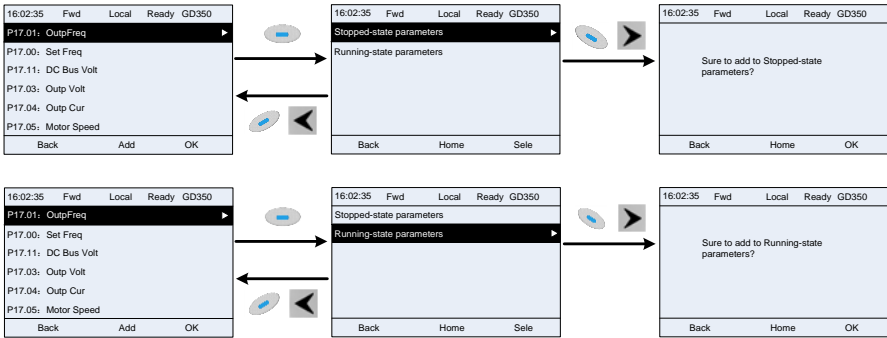 16:02:35 Fwd Local Ready GD350
P17.01: OutpFreq
P17.00: Set Freq
P17.11: DC Bus Volt
P17.03: Outp Volt
P17.04: Outp Cur
P17.05: Motor Speed
Back Add OK
16:02:35 Fwd Local Ready GD350
Stopped-state parameters
Running-state parameters
Back Home Sele
16:02:35 Fwd Local Ready GD350
Sure to add to Stopped-state
parameters?
Back Home OK
16:02:35 Fwd Local Ready GD350
P17.01: OutpFreq
P17.00: Set Freq
P17.11: DC Bus Volt
P17.03: Outp Volt
P17.04: Outp Cur
P17.05: Motor Speed
Back Add OK
16:02:35 Fwd Local Ready GD350
Stopped-state parameters
Running-state parameters
Back Home Sele
16:02:35 Fwd Local Ready GD350
Sure to add to Running-state
parameters?
Back Home OK